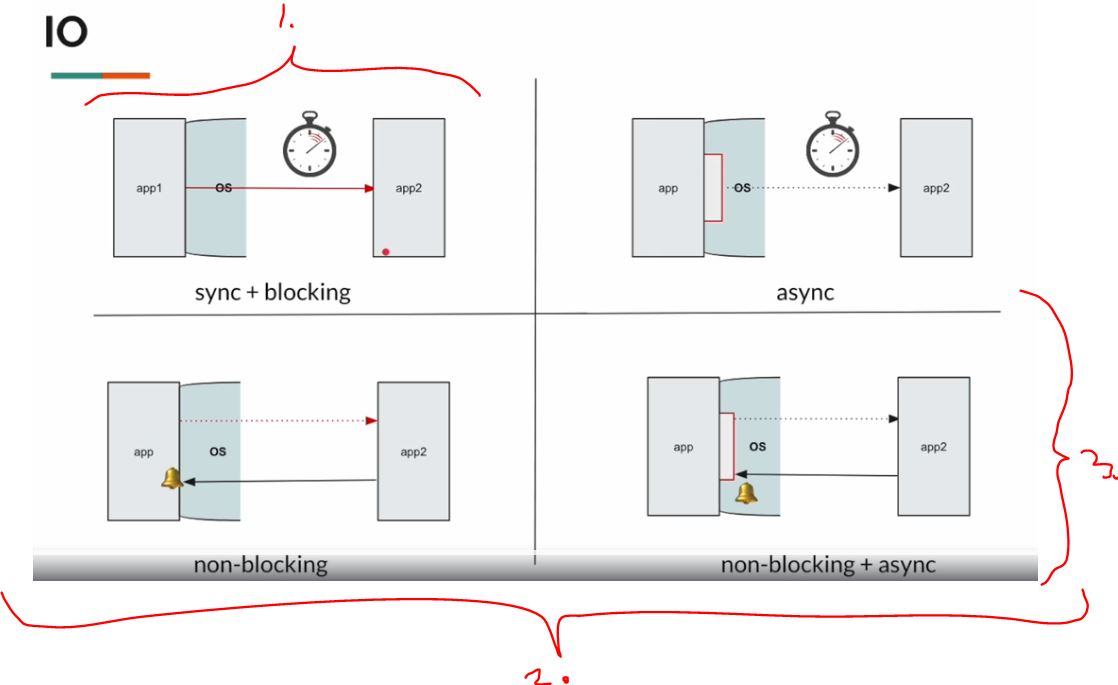 IO
1.
app1
OS
app2
sync + blocking
app
OS
app2
async
app
OS
app2
non-blocking
app
OS
app2
non-blocking + async
3.
2.